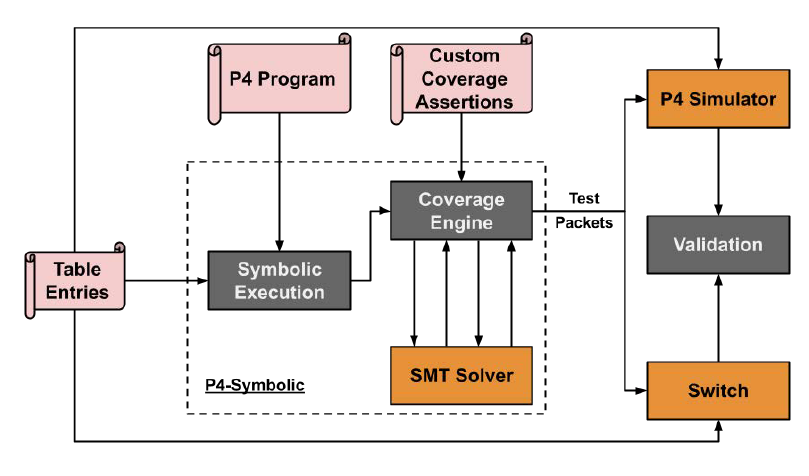 P4 Program
Custom
Coverage
Assertions
P4 Simulator
Coverage
Engine
Test
Packets
Validation
Table
Entries
Symbolic
Execution
P4-Symbolic
SMT Solver
Switch